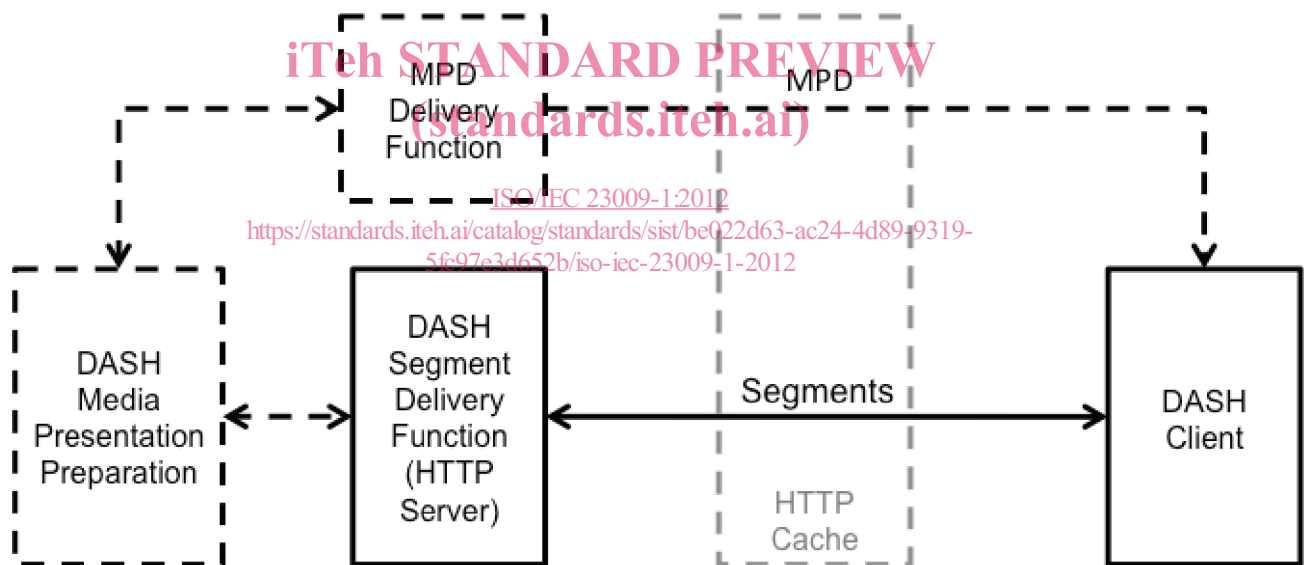 iTeh STANDARD PREVIEW
(standards.iteh.ai)
MPD
Delivery
Function
MPD
ISO/IEC 23009-1:2012
https://standards.iteh.ai/catalog/standards/sist/be022d63-ac24-4d89-9319-
5fc97e3d652b/iso-iec-23009-1-2012
DASH
Media
Presentation
Preparation
DASH
Segment
Delivery
Function
(HTTP
Server)
Segments
HTTP
Cache
DASH
Client